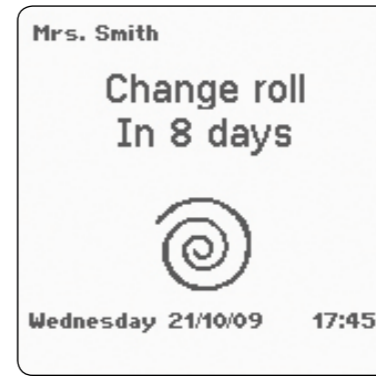 Mrs. Smith
Change roll
In 8 days
Wednesday 21/10/09 17:45